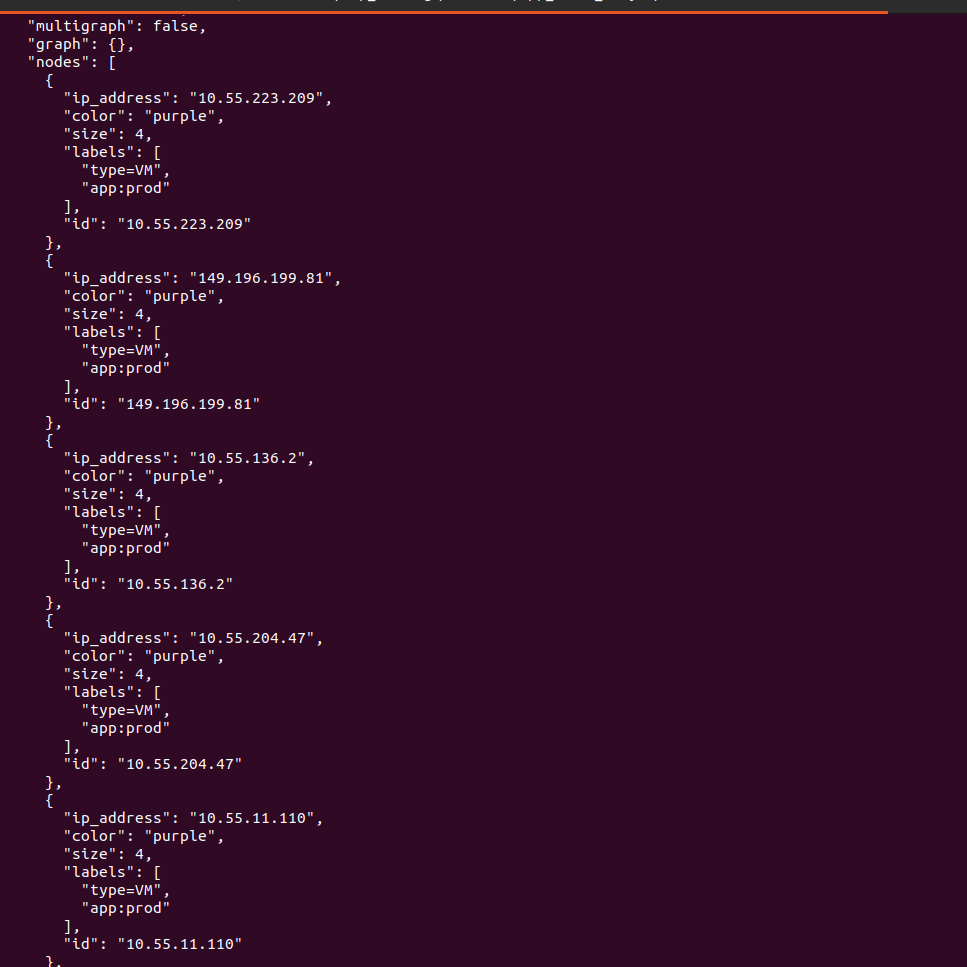 "multigraph": false,
"graph": {},
"nodes": [
{
"ip_address": "10.55.223.209",
"color": "purple",
"size": 4,
"labels": [
"type=VM",
"app:prod"
],
"id": "10.55.223.209"
},
{
"ip_address": "149.196.199.81",
"color": "purple",
"size": 4,
"labels": [
"type=VM",
"app:prod"
],
"id": "149.196.199.81"
},
{
"ip_address": "10.55.136.2",
"color": "purple",
"size": 4,
"labels": [
"type=VM",
"app:prod"
],
"id": "10.55.136.2"
},
{
"ip_address": "10.55.204.47",
"color": "purple",
"size": 4,
"labels": [
"type=VM",
"app:prod"
],
"id": "10.55.204.47"
},
{
"ip_address": "10.55.11.110",
"color": "purple",
"size": 4,
"labels": [
"type=VM",
"app:prod"
],
"id": "10.55.11.110"
},